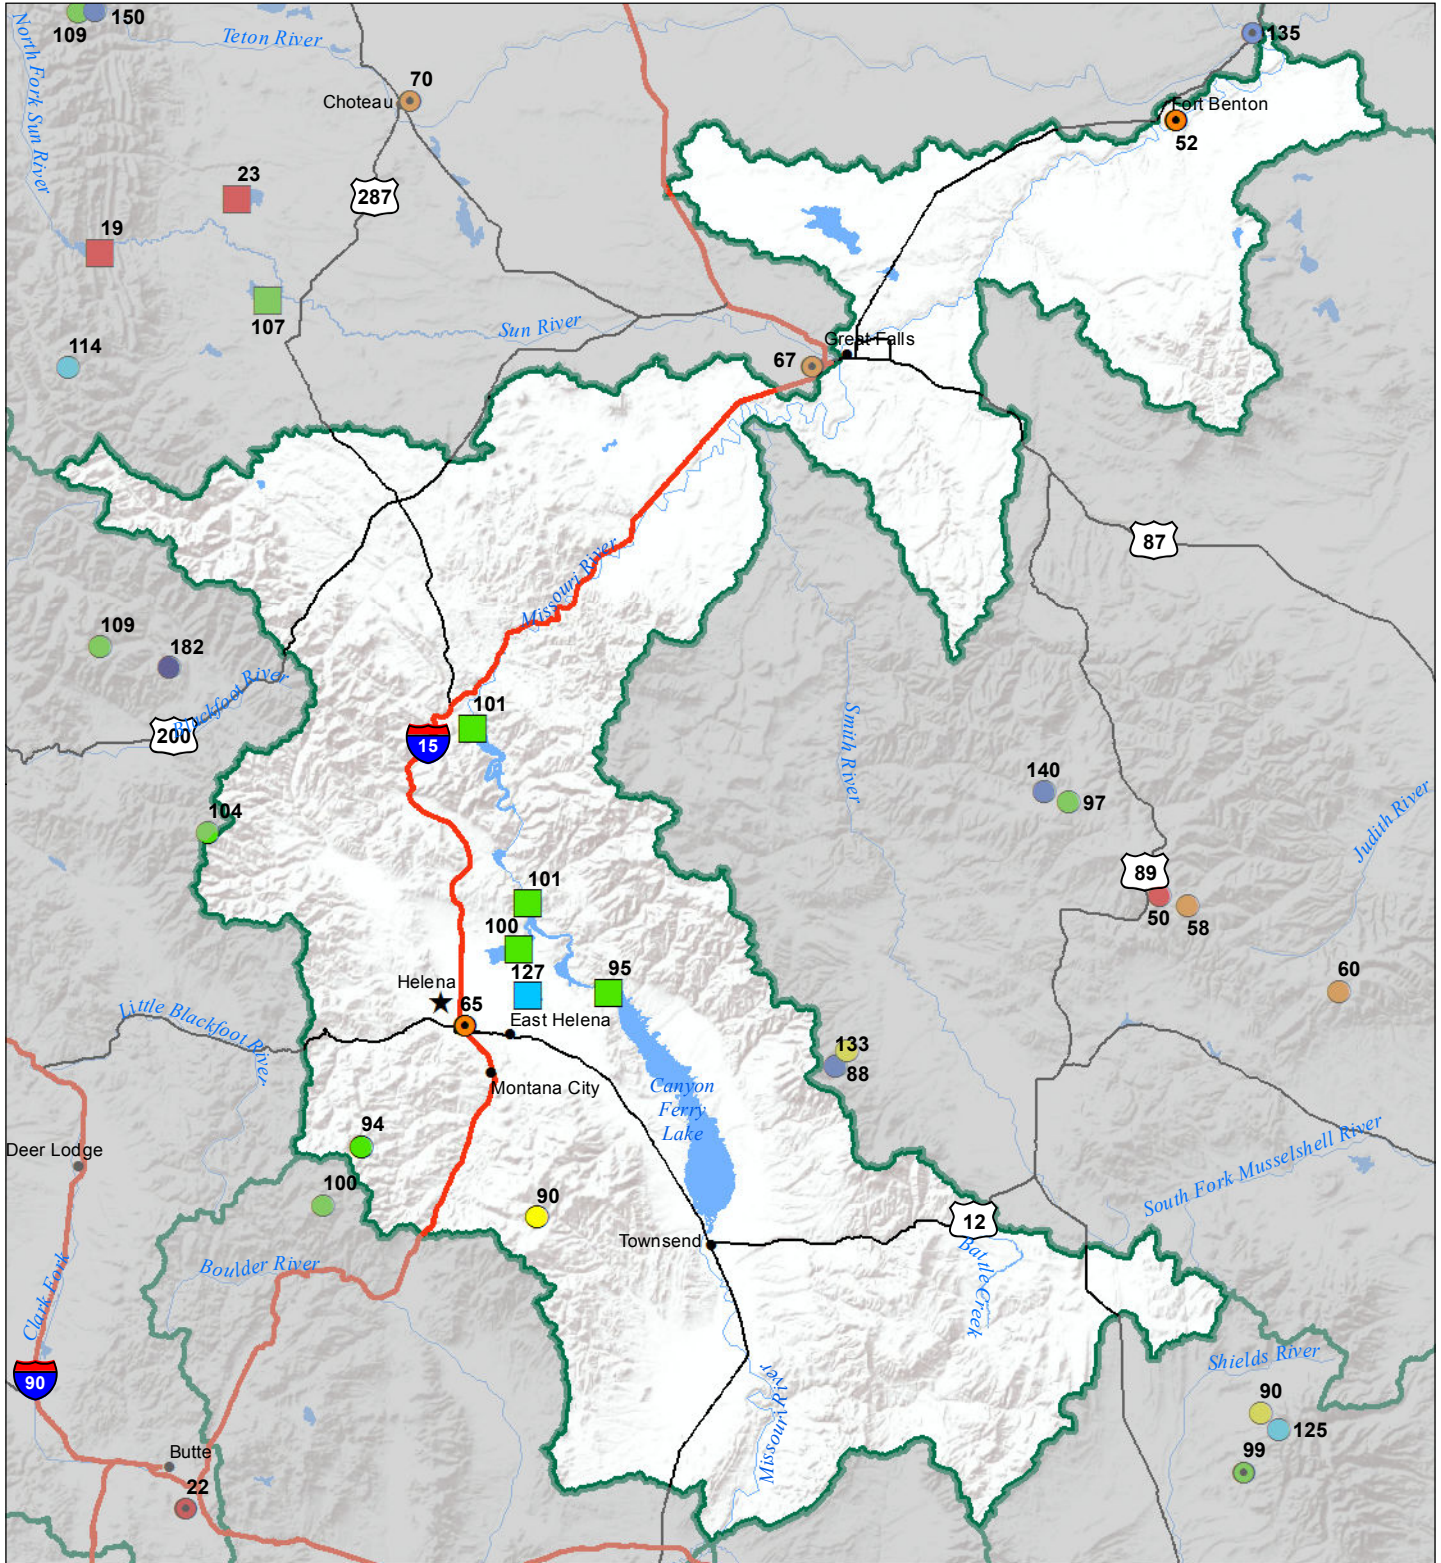 150
109
Teton River
North Fork Sun River
135
70
Choteau
Fort Benton
52
23
287
19
107
Sun River
114
Great Falls
67
87
Missouri River
109
182
Blackfoot River
200
101
15
Smith River
140
97
Judith River
104
89
50
58
101
100
127
95
60
Helena
65
East Helena
Little Blackfoot River
133
88
Montana City
Canyon
Ferry
Lake
94
Deer Lodge
100
90
South Fork Musselshell River
12
Townsend
Battle Creek
Boulder River
Clark Fork
90
Missouri River
Shields River
90
125
99
Butte
22